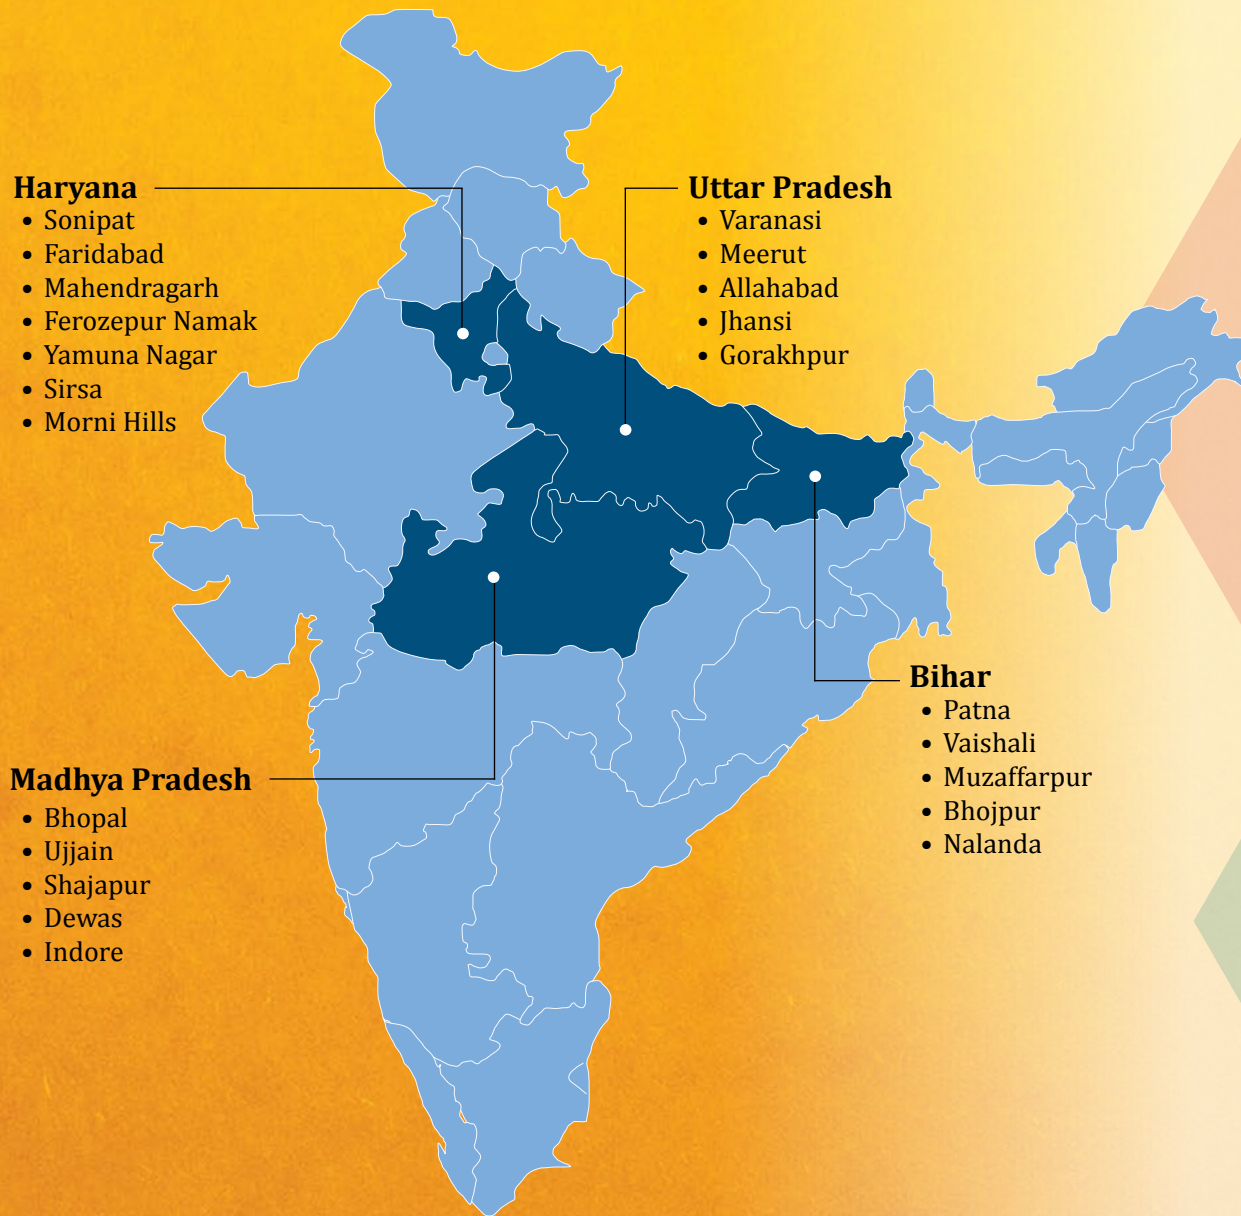 Haryana
• Sonipat
• Faridabad
• Mahendragarh
• Ferozepur Namak
• Yamuna Nagar
• Sirsa
• Morni Hills
Uttar Pradesh
• Varanasi
• Meerut
• Allahabad
• Jhansi
• Gorakhpur
Madhya Pradesh
• Bhopal
• Ujjain
• Shajapur
• Dewas
• Indore
Bihar
• Patna
• Vaishali
• Muzaffarpur
• Bhojpur
• Nalanda